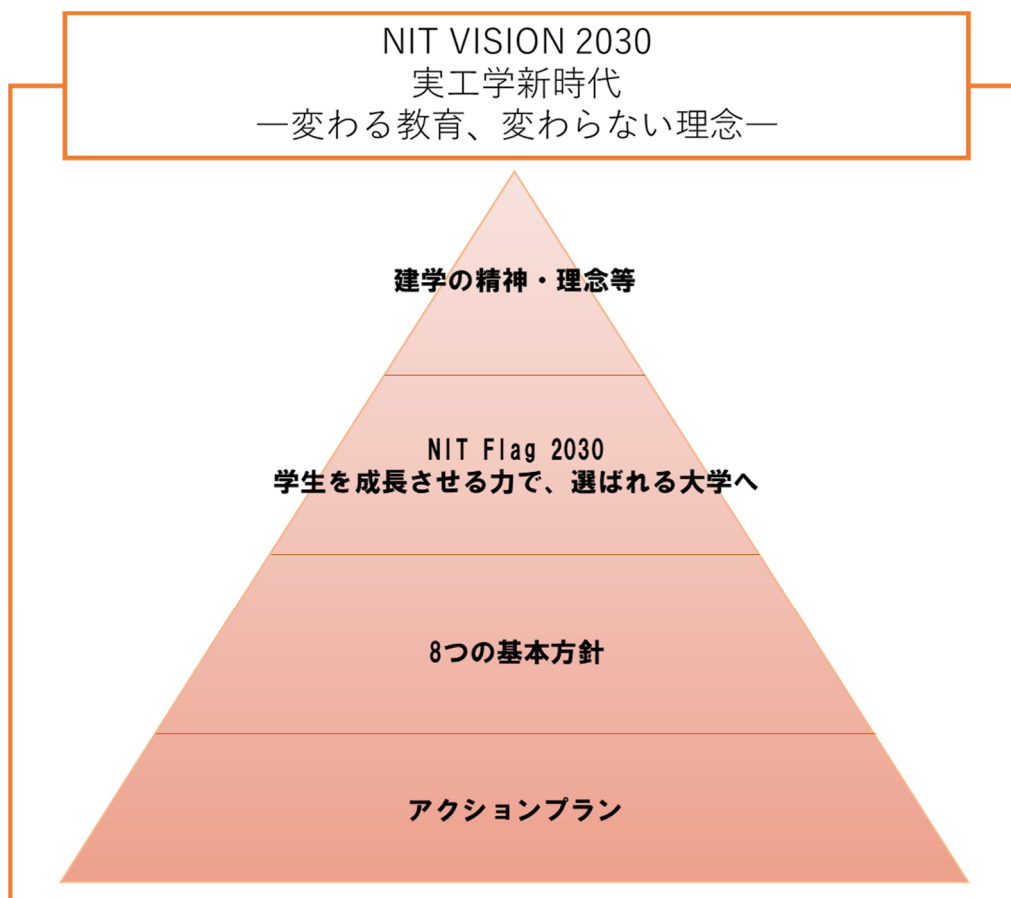 NIT VISION 2030
実工学新時代
―変わる教育、変わらない理念―
建学の精神・理念等
NIT Flag 2030
学生を成長させる力で、選ばれる大学へ
8つの基本方針
アクションプラン